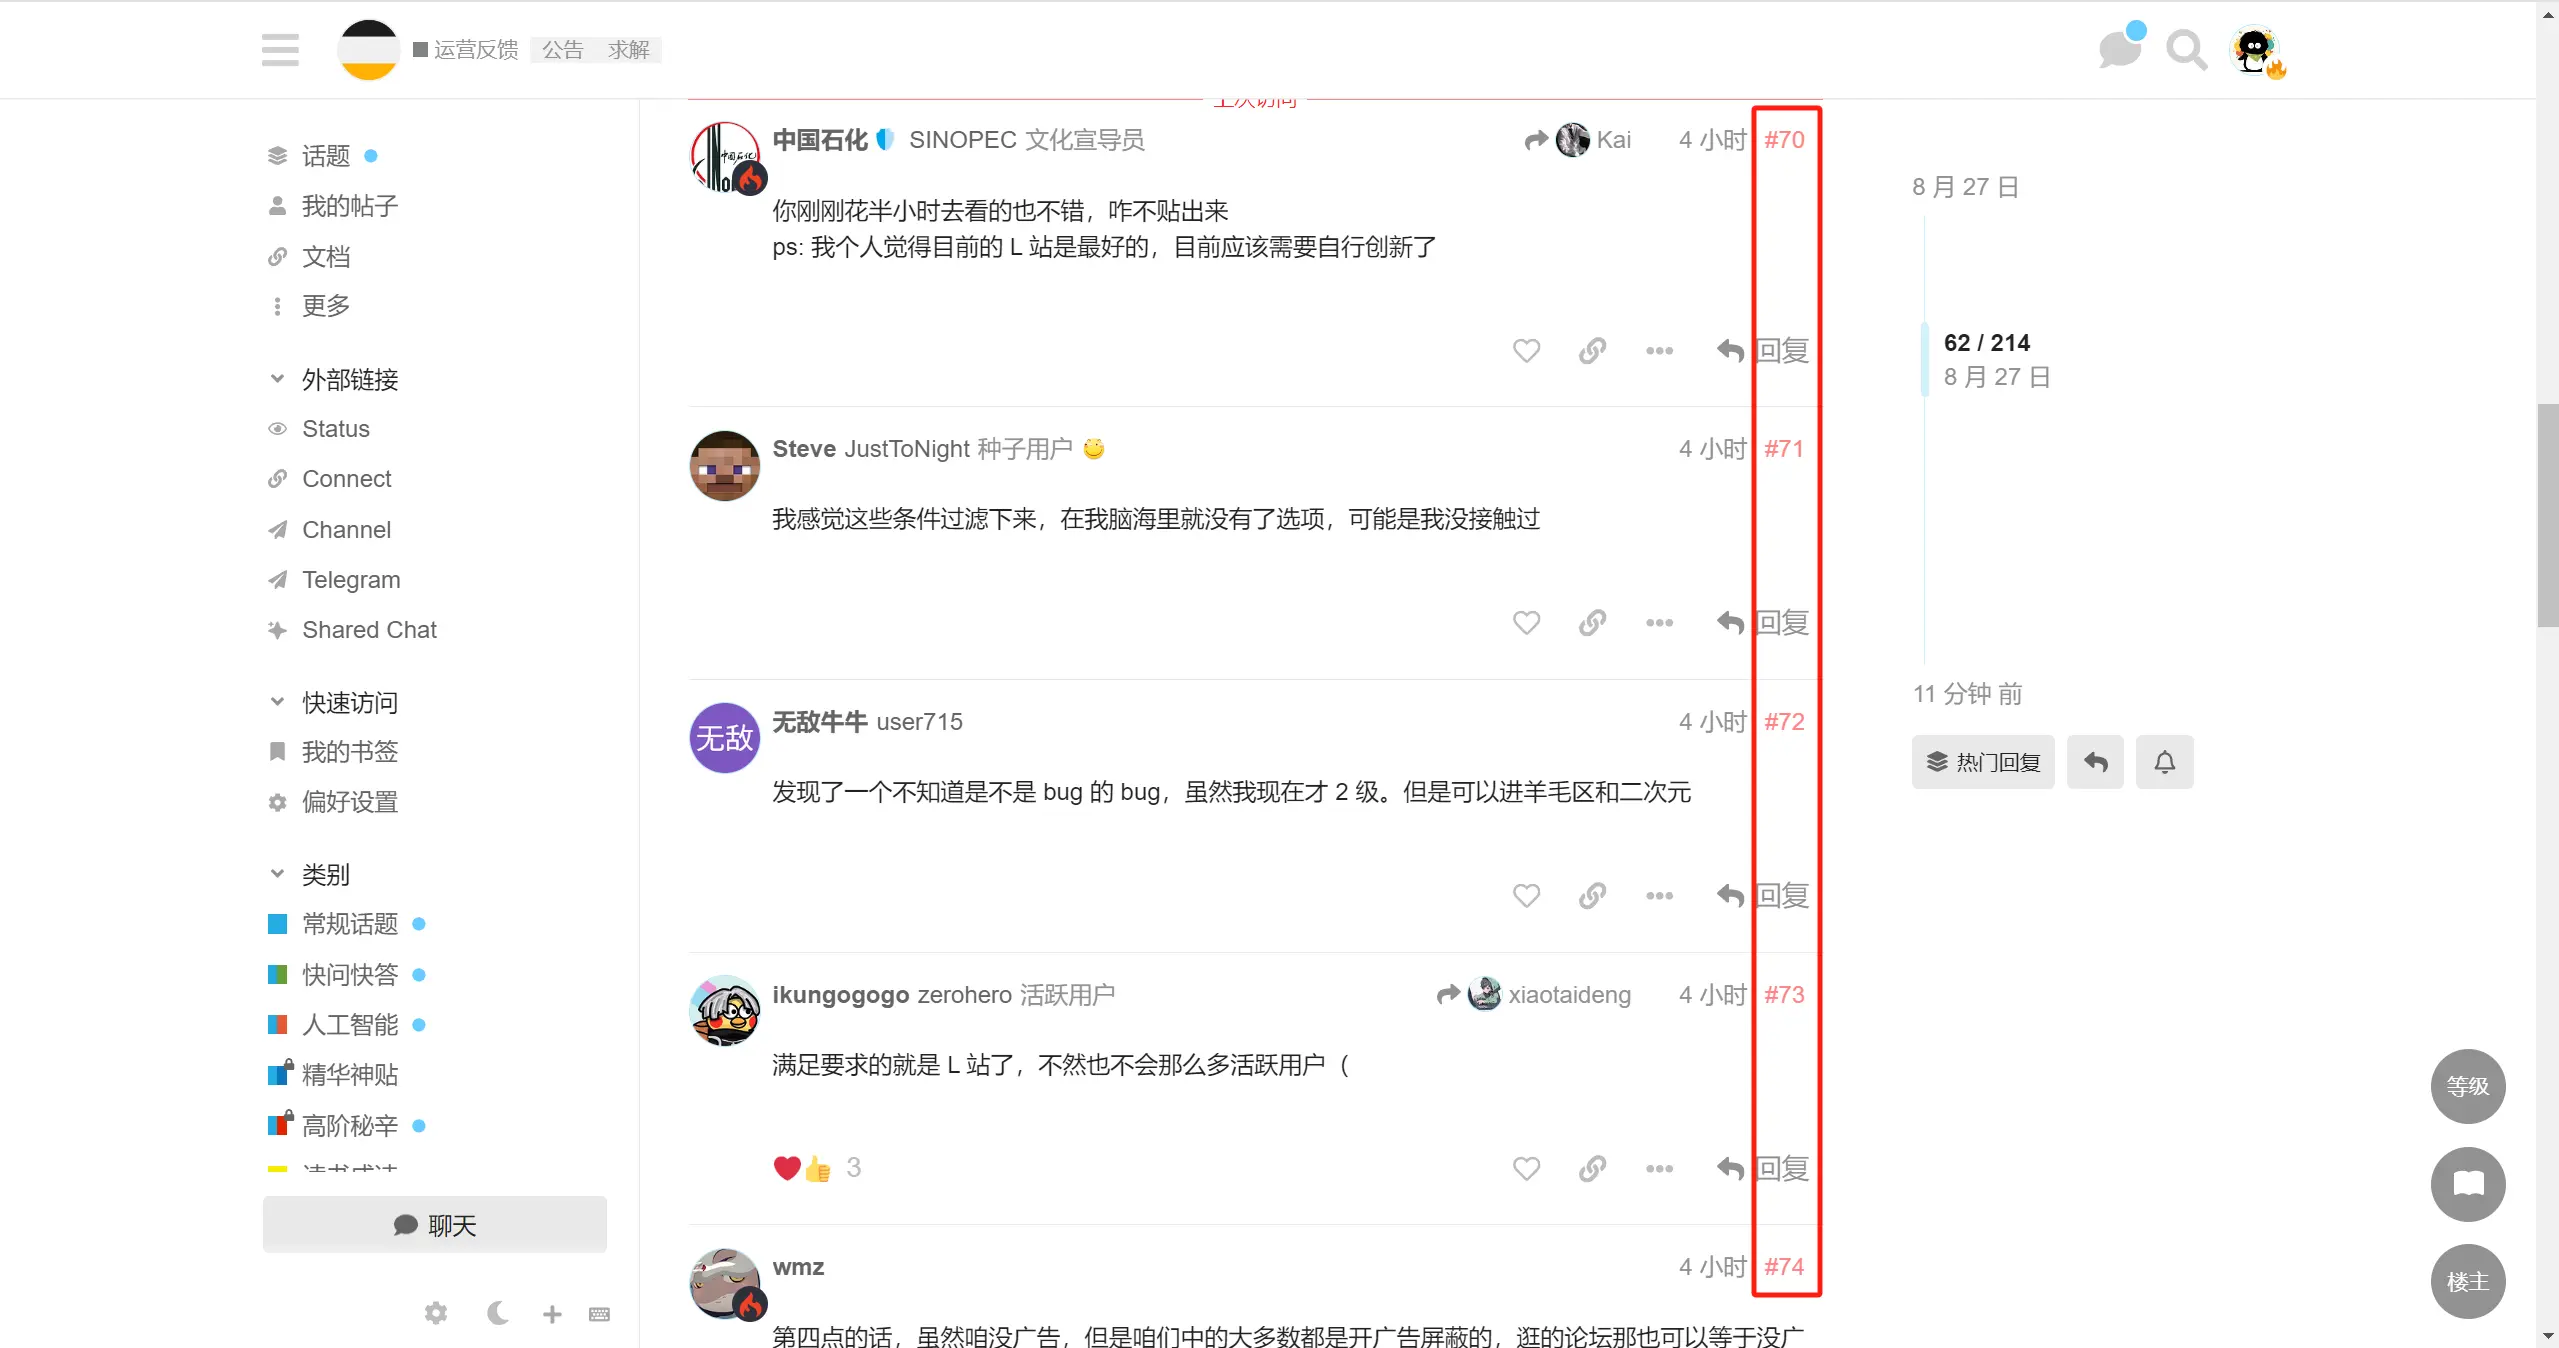 运营反馈 公告 求解
话题
我的帖子
文档
更多
外部链接
Status
Connect
Channel
Telegram
Shared Chat
快速访问
我的书签
偏好设置
类别
常规话题
快问快答
人工智能
精华神贴
高阶秘辛
聊天
上次访问
中国石化 SINOPEC 文化宣导员 Kai 4 小时 #70
你刚刚花半小时去看的也不错，咋不贴出来
ps: 我个人觉得目前的 L 站是最好的，目前应该需要自行创新了
回复
Steve JustToNight 种子用户 4 小时 #71
我感觉这些条件过滤下来，在我脑海里就没有了选项，可能是我没接触过
回复
无敌
无敌牛牛 user715 4 小时 #72
发现了一个不知道是不是 bug 的 bug，虽然我现在才 2 级。但是可以进羊毛区和二次元
回复
ikungogogo zerohero 活跃用户 xiaotaideng 4 小时 #73
满足要求的就是 L 站了，不然也不会那么多活跃用户（
3 回复
wmz 4 小时 #74
第四点的话，虽然咱没广告，但是咱们中的大多数都是开广告屏蔽的，逛的论坛那也可以等于没广
8 月 27 日
62 / 214
8 月 27 日
11 分钟 前
热门回复
等级
楼主